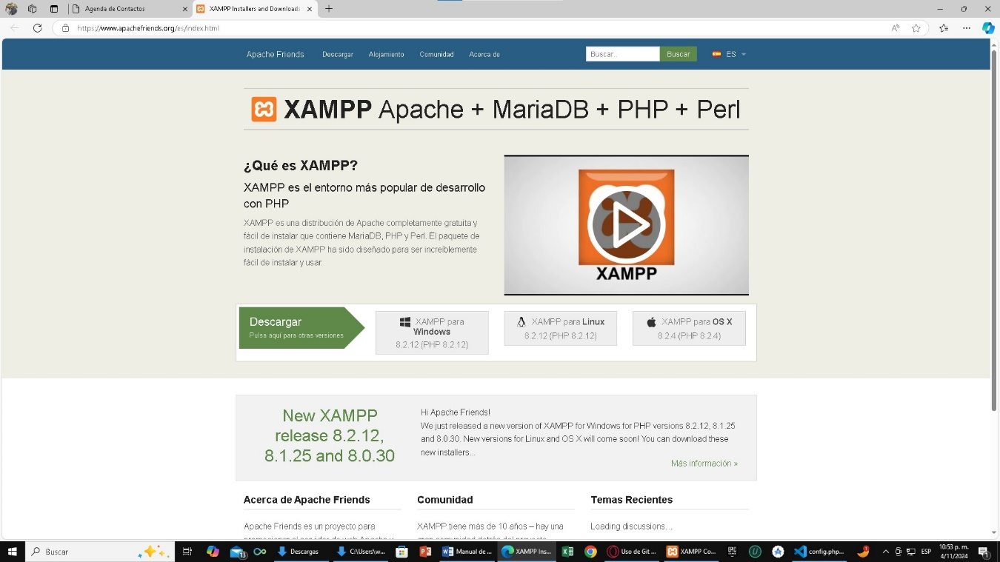 Agenda de Contactos
XAMPP Installers and Downloads
https://www.apachefriends.org/es/index.html
Apache Friends Descargar Alojamiento Comunidad Acerca de Buscar... Buscar ES
XAMPP Apache + MariaDB + PHP + Perl
¿Qué es XAMPP?
XAMPP es el entorno más popular de desarrollo
con PHP
XAMPP es una distribución de Apache completamente gratuita y
fácil de instalar que contiene MariaDB, PHP y Perl. El paquete de
instalación de XAMPP ha sido diseñado para ser increíblemente
fácil de instalar y usar.
XAMPP
Descargar
Pulsa aquí para otras versiones
XAMPP para
Windows
8.2.12 (PHP 8.2.12)
XAMPP para Linux
8.2.12 (PHP 8.2.12)
XAMPP para OS X
8.2.4 (PHP 8.2.4)
New XAMPP
release 8.2.12,
8.1.25 and 8.0.30
Hi Apache Friends!
We just released a new version of XAMPP for Windows for PHP versions 8.2.12, 8.1.25
and 8.0.30. New versions for Linux and OS X will come soon! You can download these
new installers...
Más información »
Acerca de Apache Friends
Apache Friends es un proyecto para
Comunidad
XAMPP tiene más de 10 años – hay una
Temas Recientes
Loading discussions...
Buscar 13 Descargas C:\Users\w... Manual de ... XAMPP Ins... Uso de Git ... XAMPP Co... EPIC config.php... ESP 10:53 p. m.
4/11/2024 1